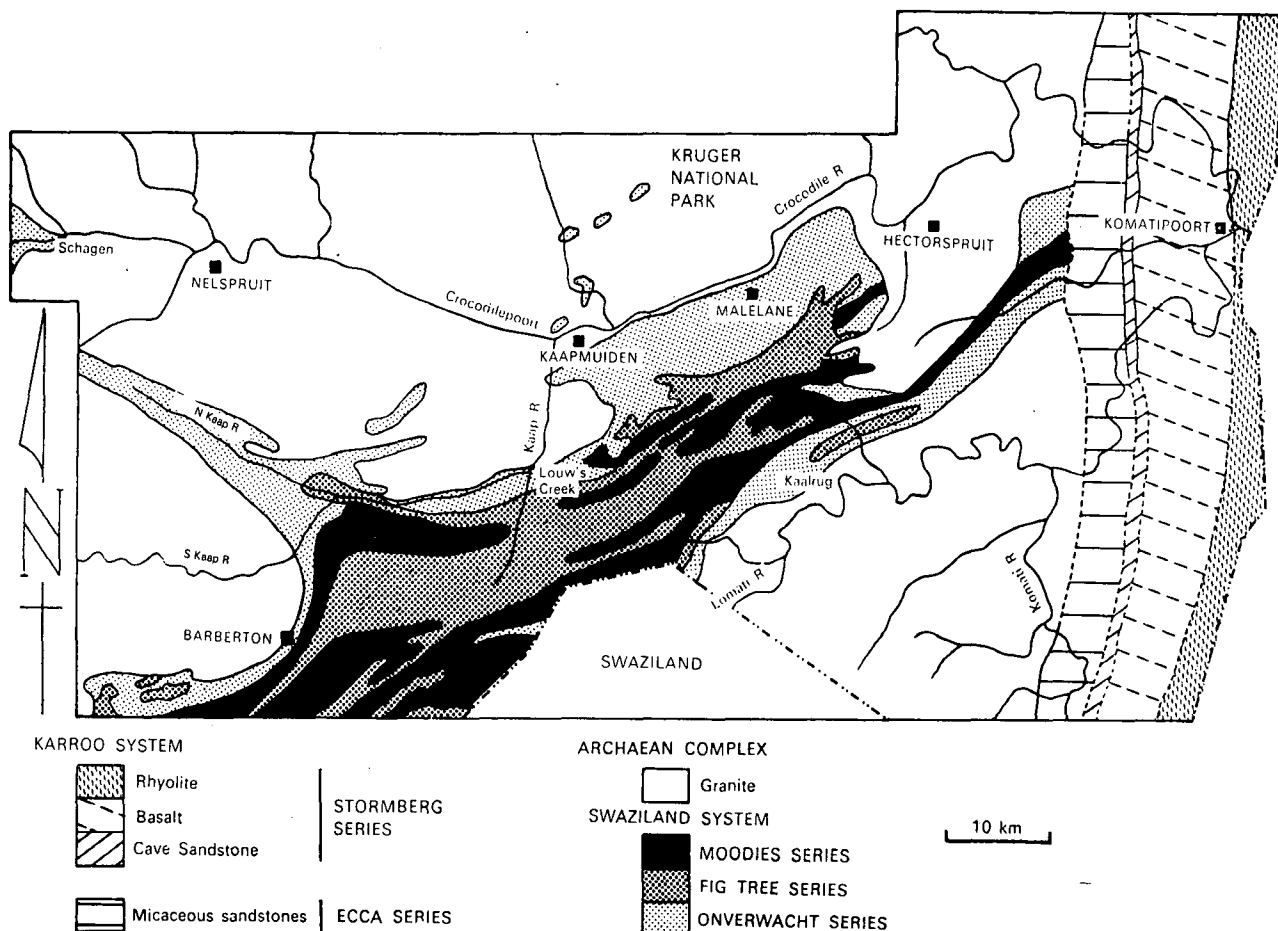 KRUGER
NATIONAL
PARK
Crocodile R
Schagen
NELSPRUIT
Crocodilepoort
KAAPMUIDEN
MALELANE
HECTORSPRUIT
KOMATIPOORT
N Kaap R
Kaap R
Louw's
Creek
Kaalrug
S Kaap R
Lomati R
Komati R
BARBERTON
SWAZILAND
N
KARROO SYSTEM
Rhyolite
Basalt
Cave Sandstone
STORMBERG
SERIES
Micaceous sandstones
ECCA SERIES
ARCHAEAN COMPLEX
Granite
SWAZILAND SYSTEM
MOODIES SERIES
FIG TREE SERIES
ONVERWACHT SERIES
10 km